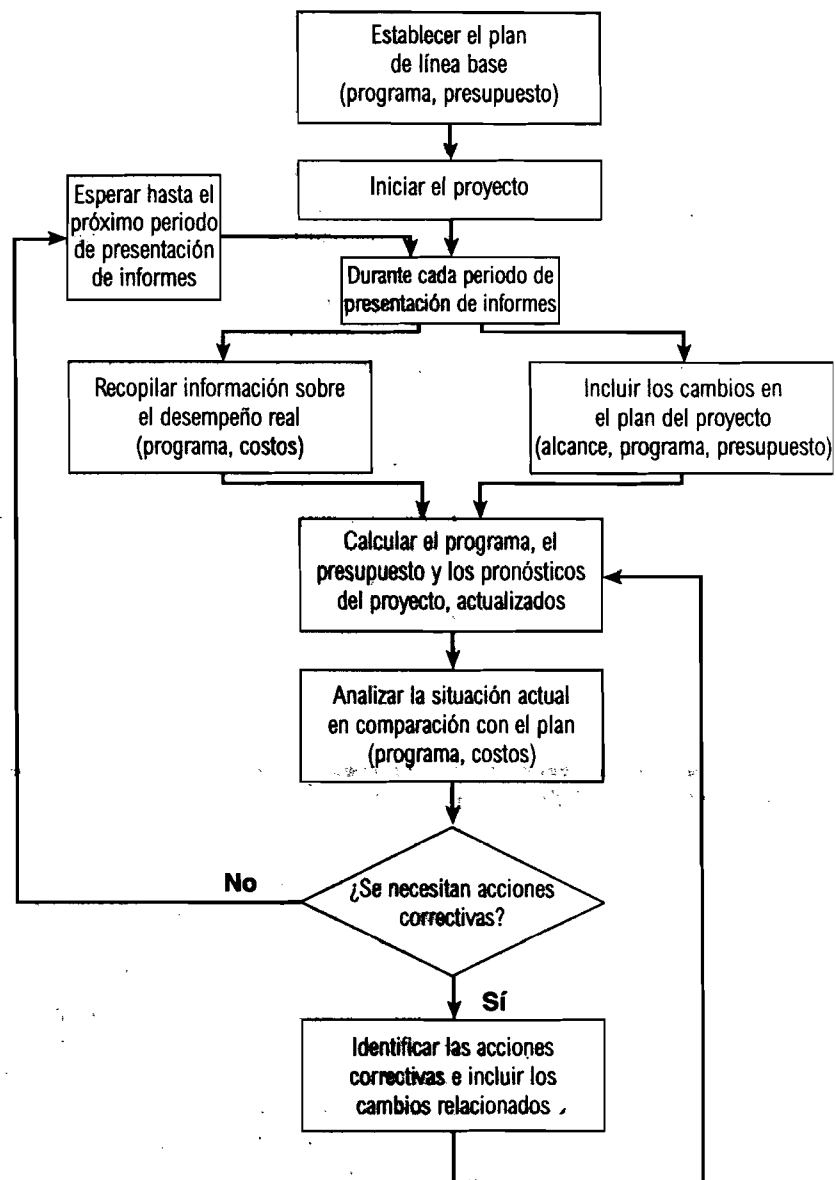 Establecer el plan
de línea base
(programa, presupuesto)
Iniciar el proyecto
Esperar hasta el
próximo periodo
de presentación
de informes
Durante cada periodo de
presentación de informes
Recopilar información sobre
el desempeño real
(programa, costos)
Incluir los cambios en
el plan del proyecto
(alcance, programa, presupuesto)
Calcular el programa, el
presupuesto y los pronósticos
del proyecto, actualizados
Analizar la situación actual
en comparación con el plan
(programa, costos)
No
¿Se necesitan acciones
correctivas?
Sí
Identificar las acciones
correctivas e incluir los
cambios relacionados